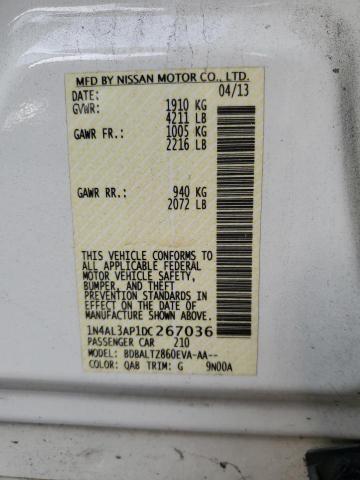 MFD BY NISSAN MOTOR CO., LTD.
DATE: 04/13
GVWR: 1910 KG
4211 LB
GAWR FR.: 1005 KG
2216 LB
GAWR RR.: 940 KG
2072 LB
THIS VEHICLE CONFORMS TO
ALL APPLICABLE FEDERAL
MOTOR VEHICLE SAFETY,
BUMPER, AND THEFT
PREVENTION STANDARDS IN
EFFECT ON THE DATE OF
MANUFACTURE SHOWN ABOVE.
1N4AL3AP1DC267036
PASSENGER CAR 210
MODEL: BDBALTZ860EVA-AA--
COLOR: QAB TRIM: G 9N00A